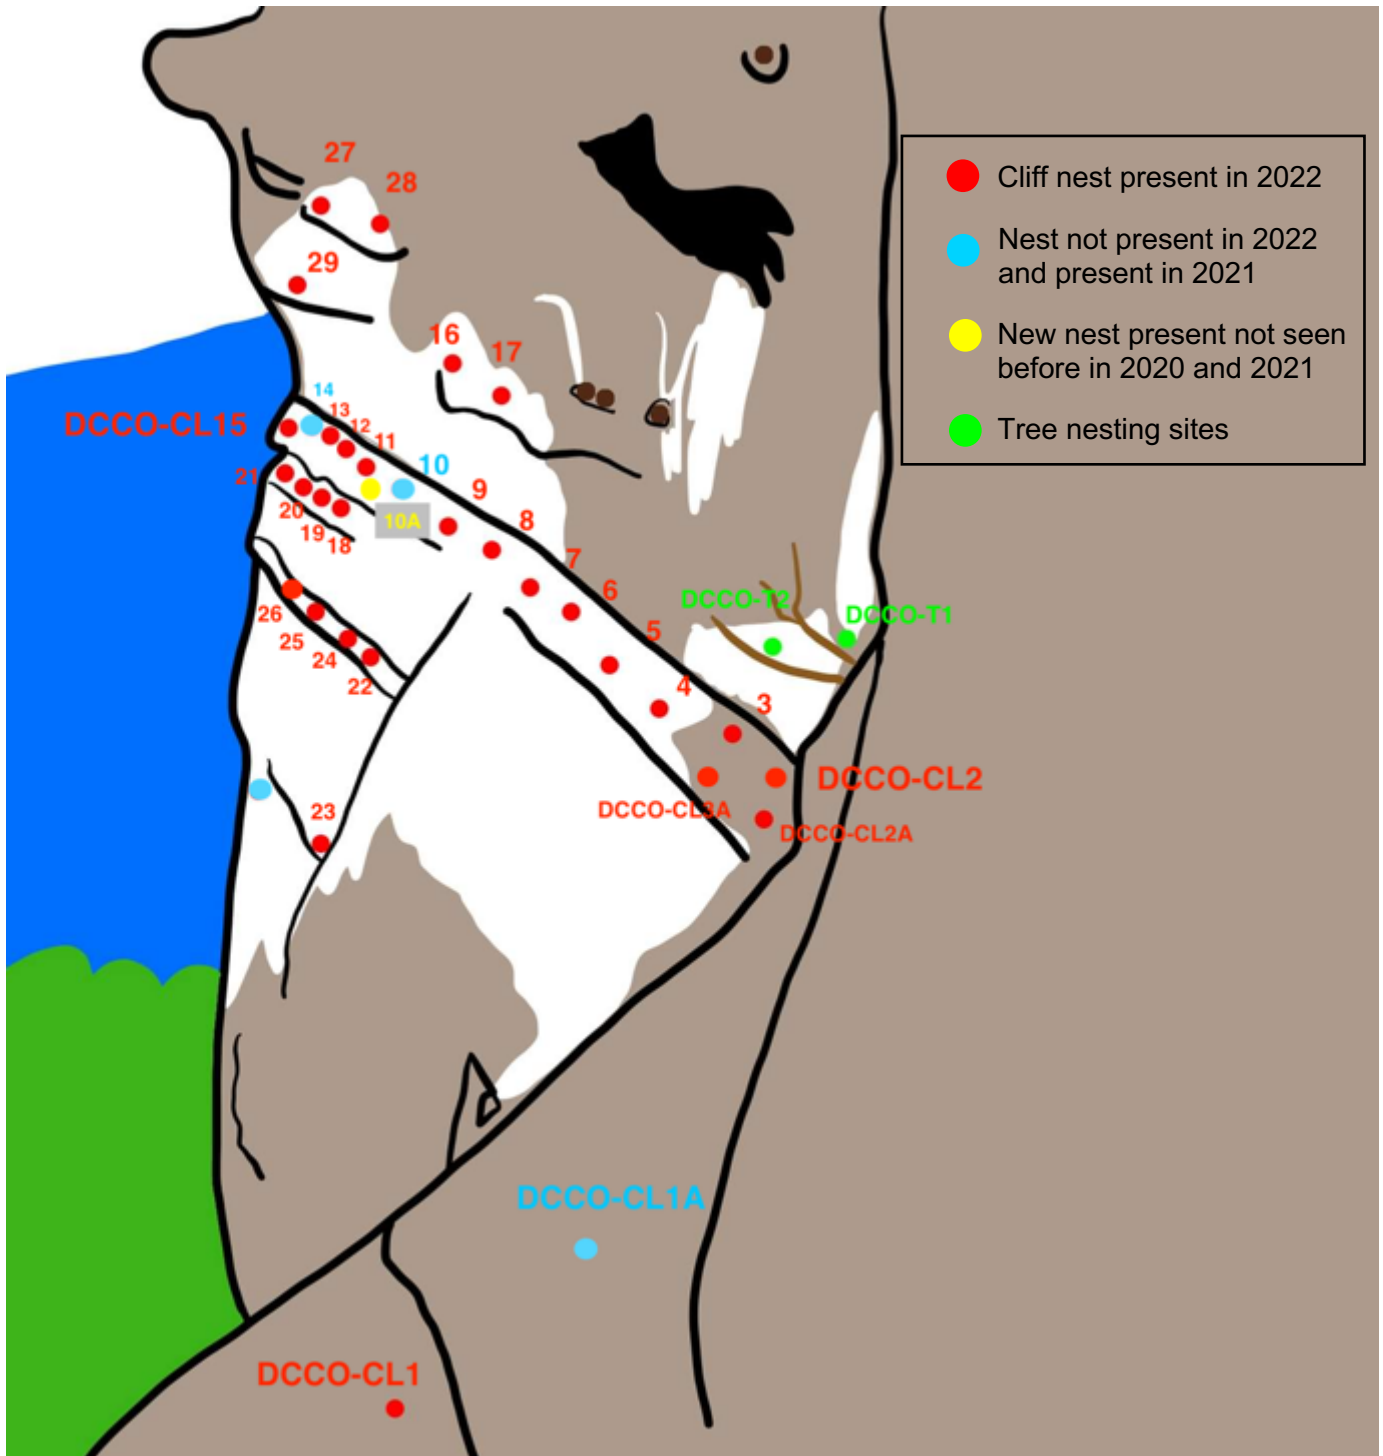 27
28
Cliff nest present in 2022
Nest not present in 2022
and present in 2021
29
New nest present not seen
before in 2020 and 2021
16
17
14
13
DCCO-CL15
12
11
Tree nesting sites
10
21
9
20
10A
8
19
18
7
6
DCCO-T2
DCCO-T1
26
5
25
24
22
4
3
DCCO-CL2
23
DCCO-CL3A
DCCO-CL2A
DCCO-CL1A
DCCO-CL1